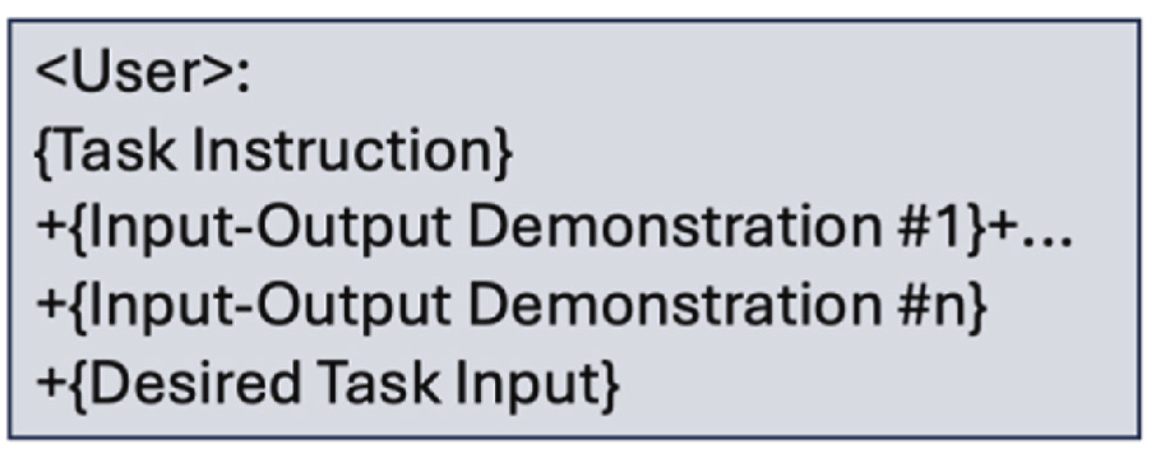 <User>:
{Task Instruction}
+{Input-Output Demonstration #1}+...
+{Input-Output Demonstration #n}
+{Desired Task Input}